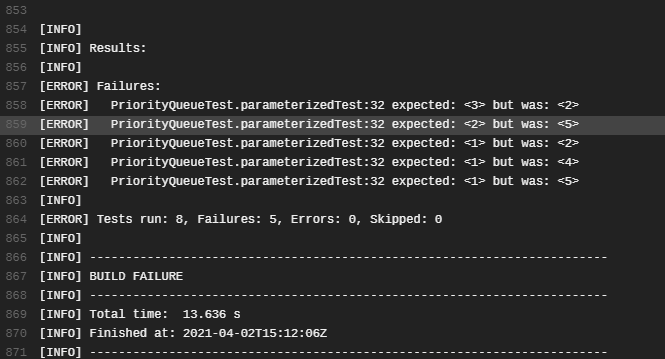 853
854 [INFO]
855 [INFO] Results:
856 [INFO]
857 [ERROR] Failures:
858 [ERROR]   PriorityQueueTest.parameterizedTest:32 expected: <3> but was: <2>
859 [ERROR]   PriorityQueueTest.parameterizedTest:32 expected: <2> but was: <5>
860 [ERROR]   PriorityQueueTest.parameterizedTest:32 expected: <1> but was: <2>
861 [ERROR]   PriorityQueueTest.parameterizedTest:32 expected: <1> but was: <4>
862 [ERROR]   PriorityQueueTest.parameterizedTest:32 expected: <1> but was: <5>
863 [INFO]
864 [ERROR] Tests run: 8, Failures: 5, Errors: 0, Skipped: 0
865 [INFO]
866 [INFO] ------------------------------------------------------------------------
867 [INFO] BUILD FAILURE
868 [INFO] ------------------------------------------------------------------------
869 [INFO] Total time:  13.636 s
870 [INFO] Finished at: 2021-04-02T15:12:06Z
871 [INFO] ------------------------------------------------------------------------